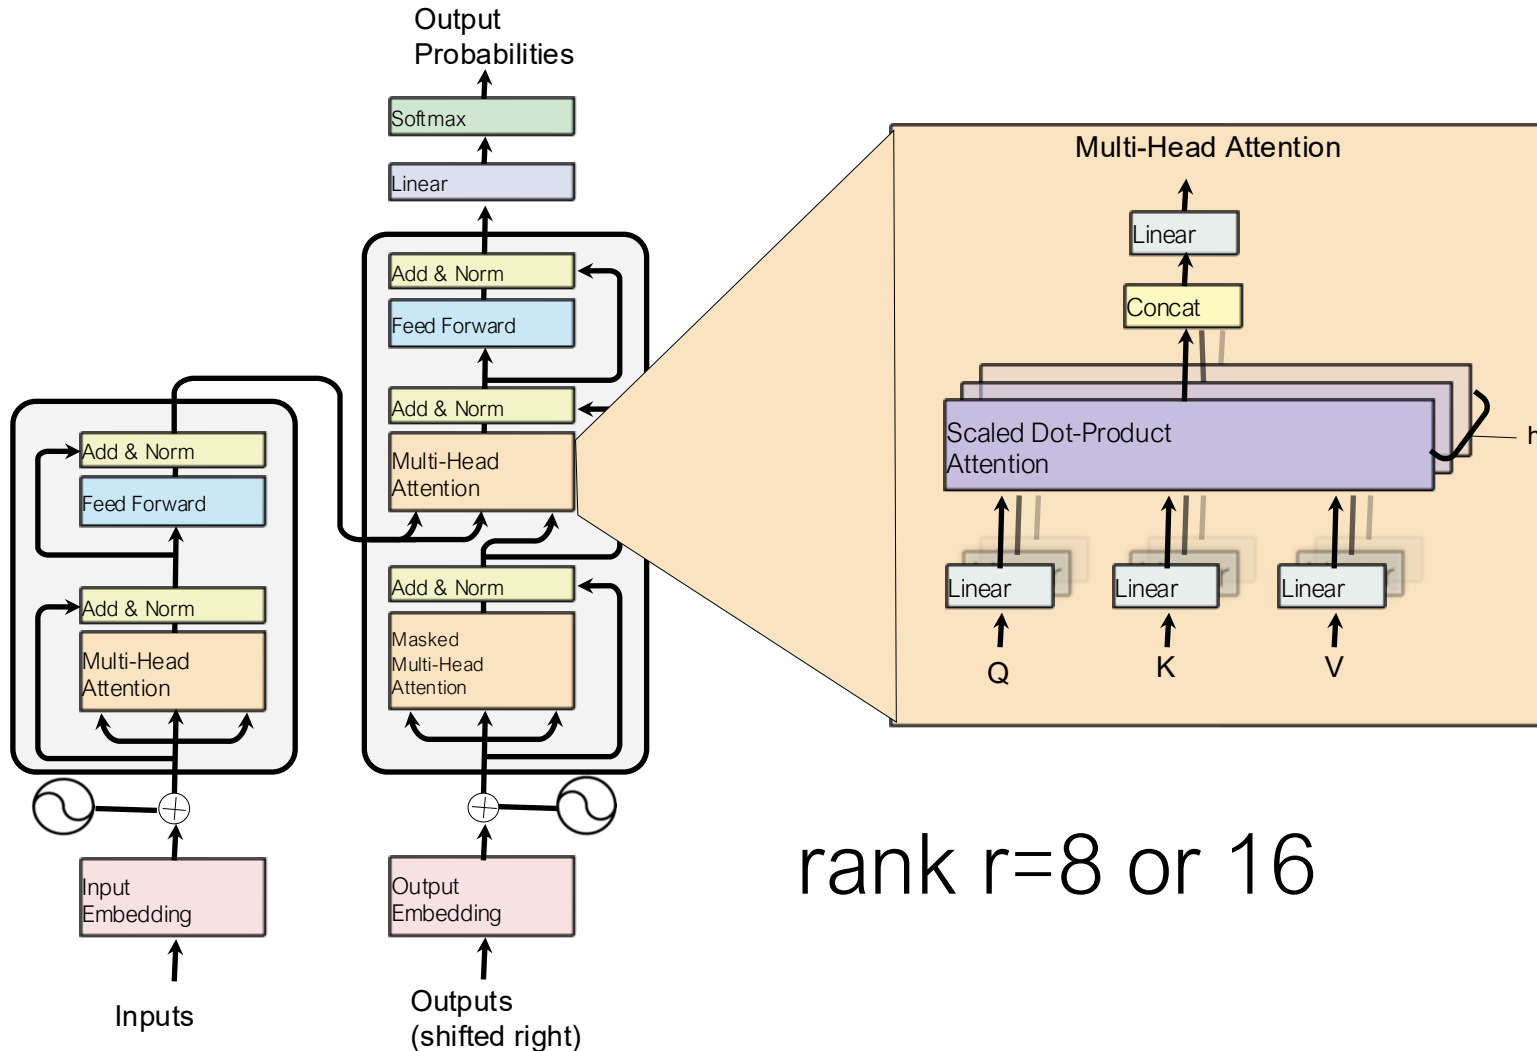 Output
Probabilities
Softmax
Linear
Add & Norm
Feed Forward
Add & Norm
Multi-Head
Attention
Add & Norm
Masked
Multi-Head
Attention
Output
Embedding
Outputs
(shifted right)
Add & Norm
Feed Forward
Add & Norm
Multi-Head
Attention
Input
Embedding
Inputs
Multi-Head Attention
Linear
Concat
Scaled Dot-Product
Attention
h
Linear
Linear
Linear
Q
K
V
rank r=8 or 16